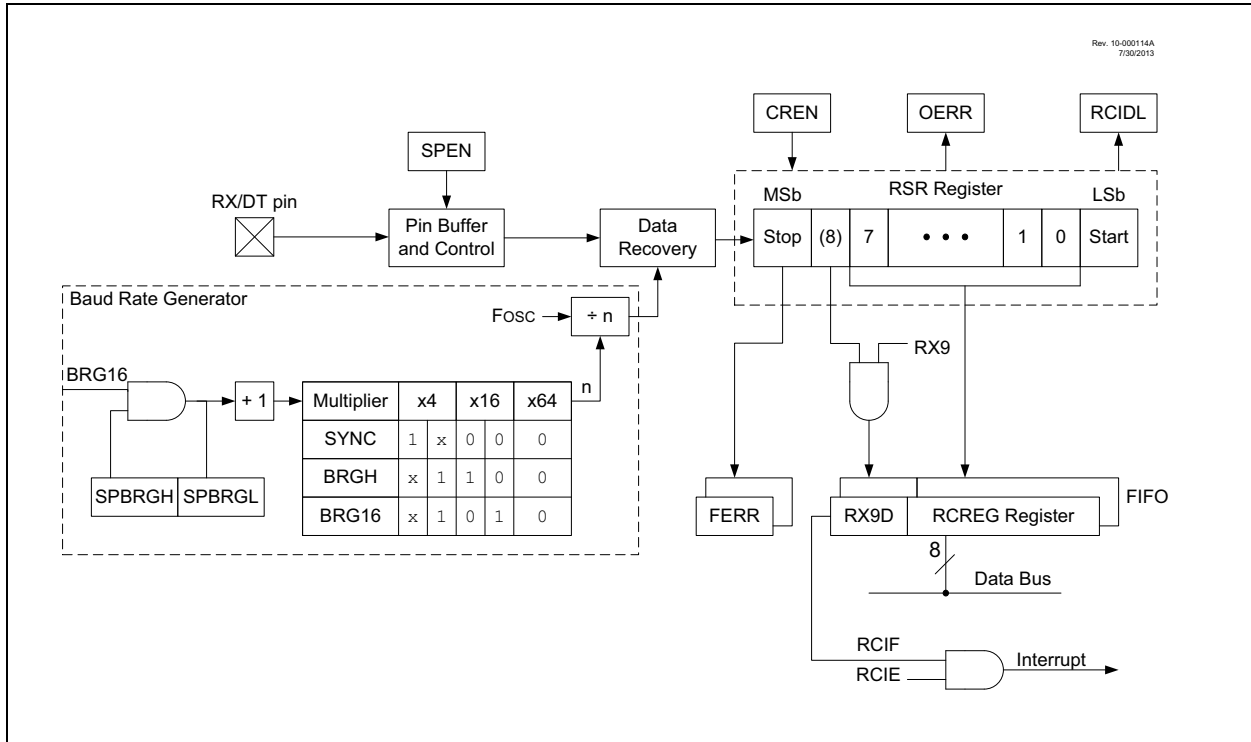 Rev. 10-000114A
7/30/2013
CREN
OERR
RCIDL
SPEN
RSR Register
MSb
LSb
RX/DT pin
Pin Buffer
and Control
Data
Recovery
Stop (8) 7 • • • 1 0 Start
Baud Rate Generator
FOSC
÷ n
RX9
BRG16
+ 1
n
Multiplier x4 x16 x64
SYNC 1 x 0 0 0
BRGH x 1 1 0 0
BRG16 x 1 0 1 0
SPBRGH SPBRGL
FERR
RX9D RCREG Register
FIFO
8
Data Bus
RCIF
RCIE
Interrupt